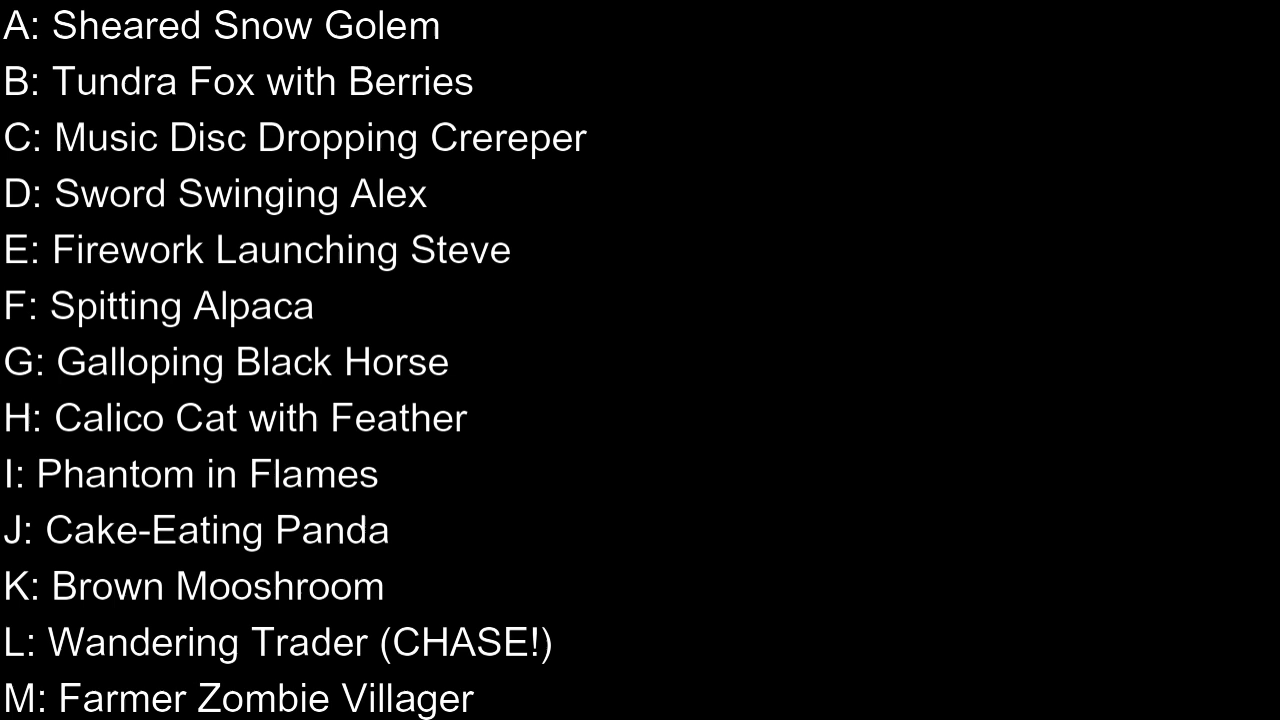 A: Sheared Snow Golem
B: Tundra Fox with Berries
C: Music Disc Dropping Crereper
D: Sword Swinging Alex
E: Firework Launching Steve
F: Spitting Alpaca
G: Galloping Black Horse
H: Calico Cat with Feather
I: Phantom in Flames
J: Cake-Eating Panda
K: Brown Mooshroom
L: Wandering Trader (CHASE!)
M: Farmer Zombie Villager